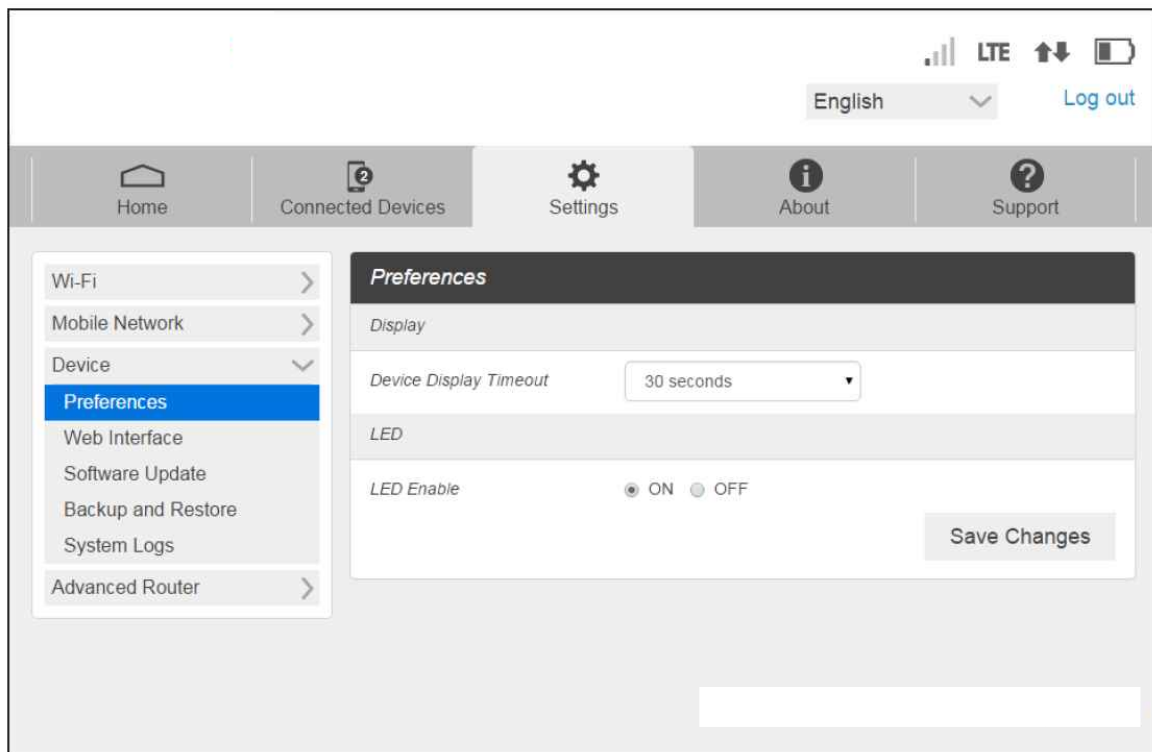 LTE
English
Log out
2
Home
Connected Devices
Settings
About
Support
Wi-Fi
Mobile Network
Device
Preferences
Web Interface
Software Update
Backup and Restore
System Logs
Advanced Router
Preferences
Display
Device Display Timeout 30 seconds
LED
LED Enable ON OFF
Save Changes